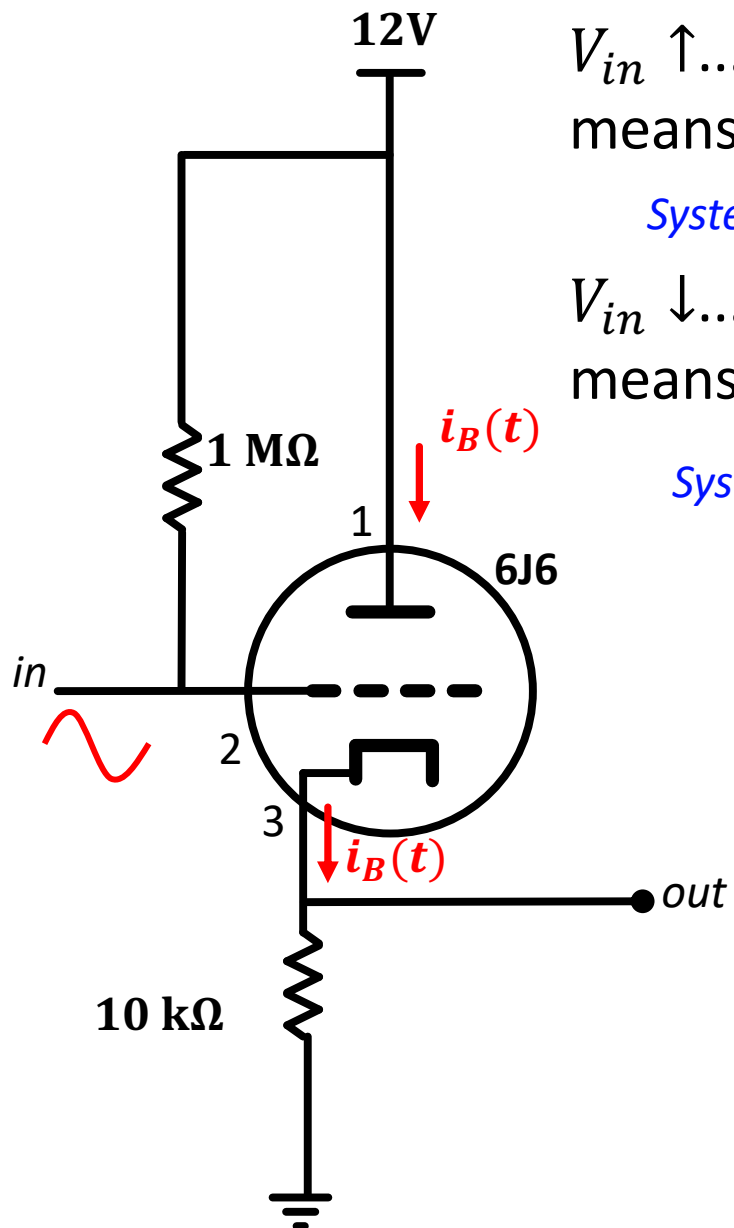 12V
V_in ↑...
means
Syste
V_in ↓...
means
i_B(t)
1 MΩ
Sys
1
6J6
in
2
3
i_B(t)
out
10 kΩ